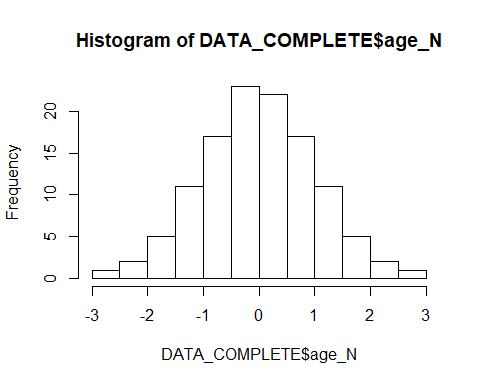 Histogram of DATA_COMPLETE$age_N
Frequency
20
15
10
5
0
-3 -2 -1 0 1 2 3
DATA_COMPLETE$age_N